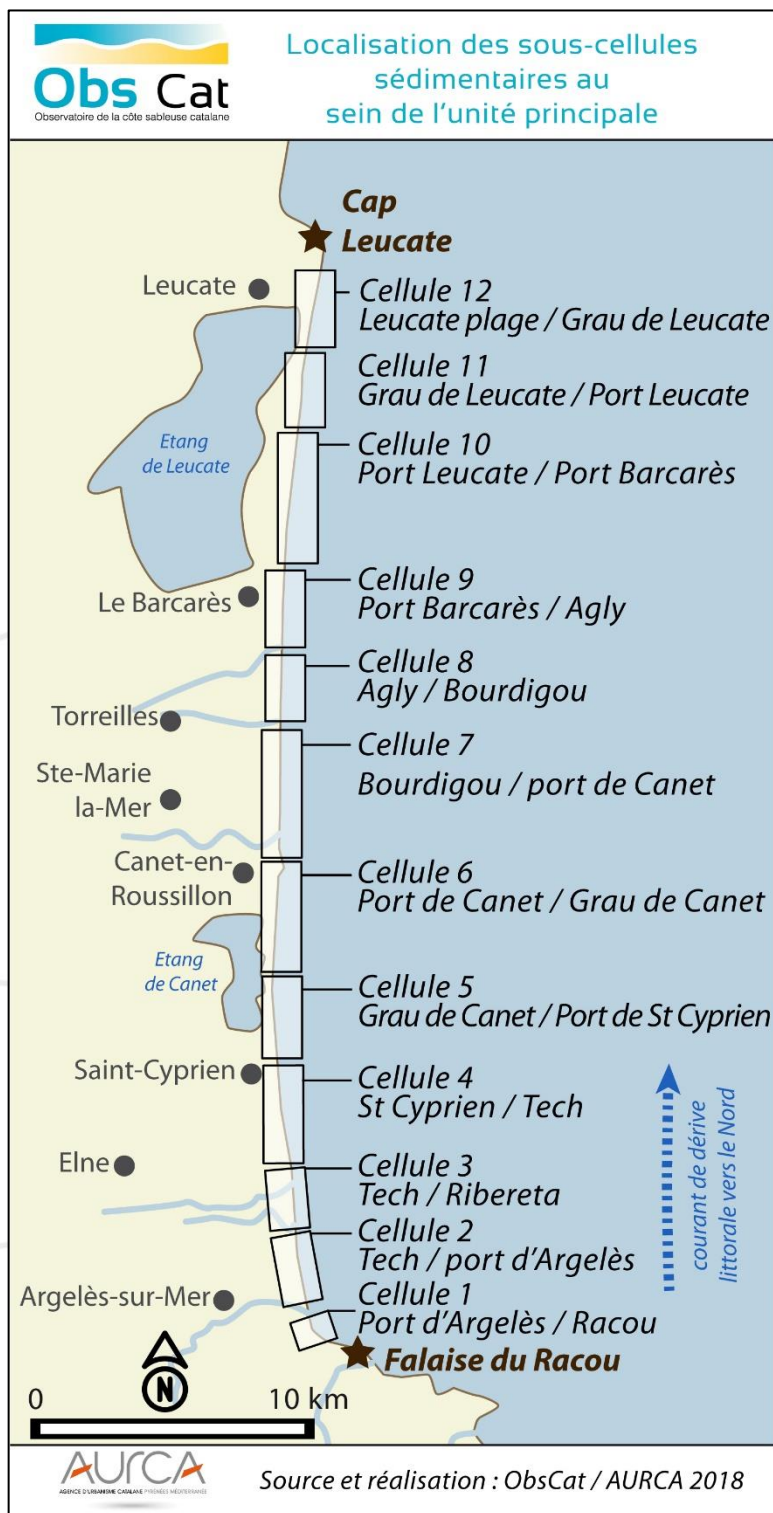 Obs Cat
Observatoire de la côte sableuse catalane
Localisation des sous-cellules
sédimentaires au
sein de l'unité principale
Cap
Leucate
Leucate
Cellule 12
Leucate plage / Grau de Leucate
Cellule 11
Grau de Leucate / Port Leucate
Etang
de Leucate
Cellule 10
Port Leucate / Port Barcarès
Le Barcarès
Cellule 9
Port Barcarès / Agly
Cellule 8
Agly / Bourdigou
Torreilles
Cellule 7
Bourdigou / port de Canet
Ste-Marie
la-Mer
Canet-en-
Roussillon
Cellule 6
Port de Canet / Grau de Canet
Etang
de Canet
Cellule 5
Grau de Canet / Port de St Cyprien
Saint-Cyprien
Cellule 4
St Cyprien / Tech
courant de dérive
littorale vers le Nord
Elne
Cellule 3
Tech / Ribereta
Cellule 2
Tech / port d'Argelès
Argelès-sur-Mer
Cellule 1
Port d'Argelès / Racou
Falaise du Racou
N
0 10 km
AURCA
AGENCE D'URBANISME CATALANE PYRÉNÉES MÉDITERRANÉE
Source et réalisation : ObsCat / AURCA 2018